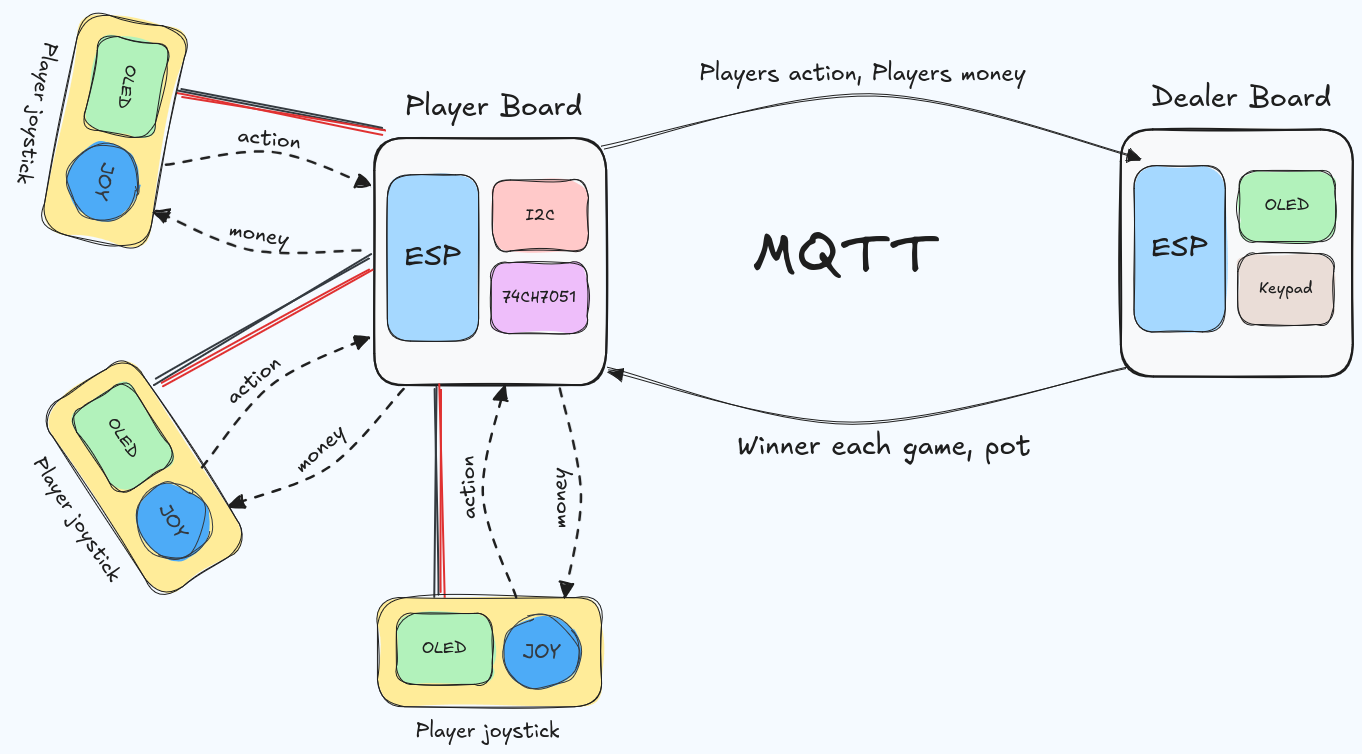 Player joystick
OLED
JOY
action
money
Player Board
ESP
I2C
74CH7051
Players action, Players money
MQTT
Winner each game, pot
Dealer Board
ESP
OLED
Keypad
action
money
OLED
JOY
Player joystick
action
money
OLED
JOY
Player joystick